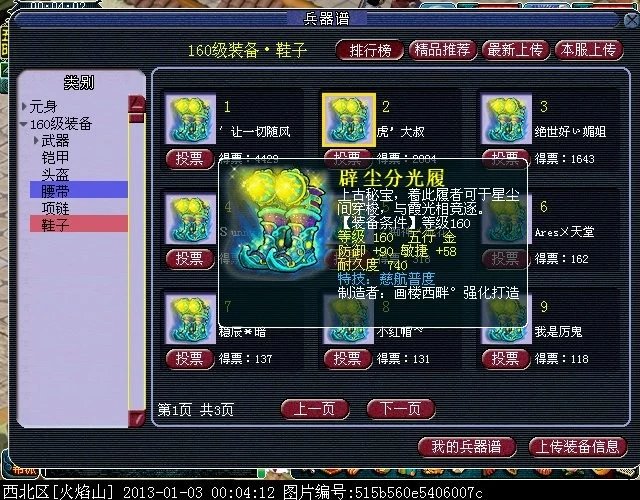 兵器谱
160级装备·鞋子
排行榜
精品推荐
最新上传
本服上传
类别
元身
160级装备
武器
铠甲
头盔
腰带
项链
鞋子
1
’让一切随风
投票
2
虎’大叔
投票
3
绝世好ゆ媚姐
投票 得票：1643
辟尘分光履
上古秘宝，着此履者可于星尘
间穿梭，与霞光相竞逐。
【装备条件】等级160
等级 160 五行 金
防御 +90 敏捷 +58
耐久度 740
特技：慈航普度
制造者：画楼西畔°强化打造
4
投票
6
Ares乂天堂
投票 得票：162
7
投票 得票：137
8
小红帽
投票 得票：131
9
我是厉鬼
投票 得票：118
第1页 共3页
上一页
下一页
我的兵器谱
上传装备信息
西北区[火焰山] 2013-01-03 00:04:12 图片编号:515b560e5406007c